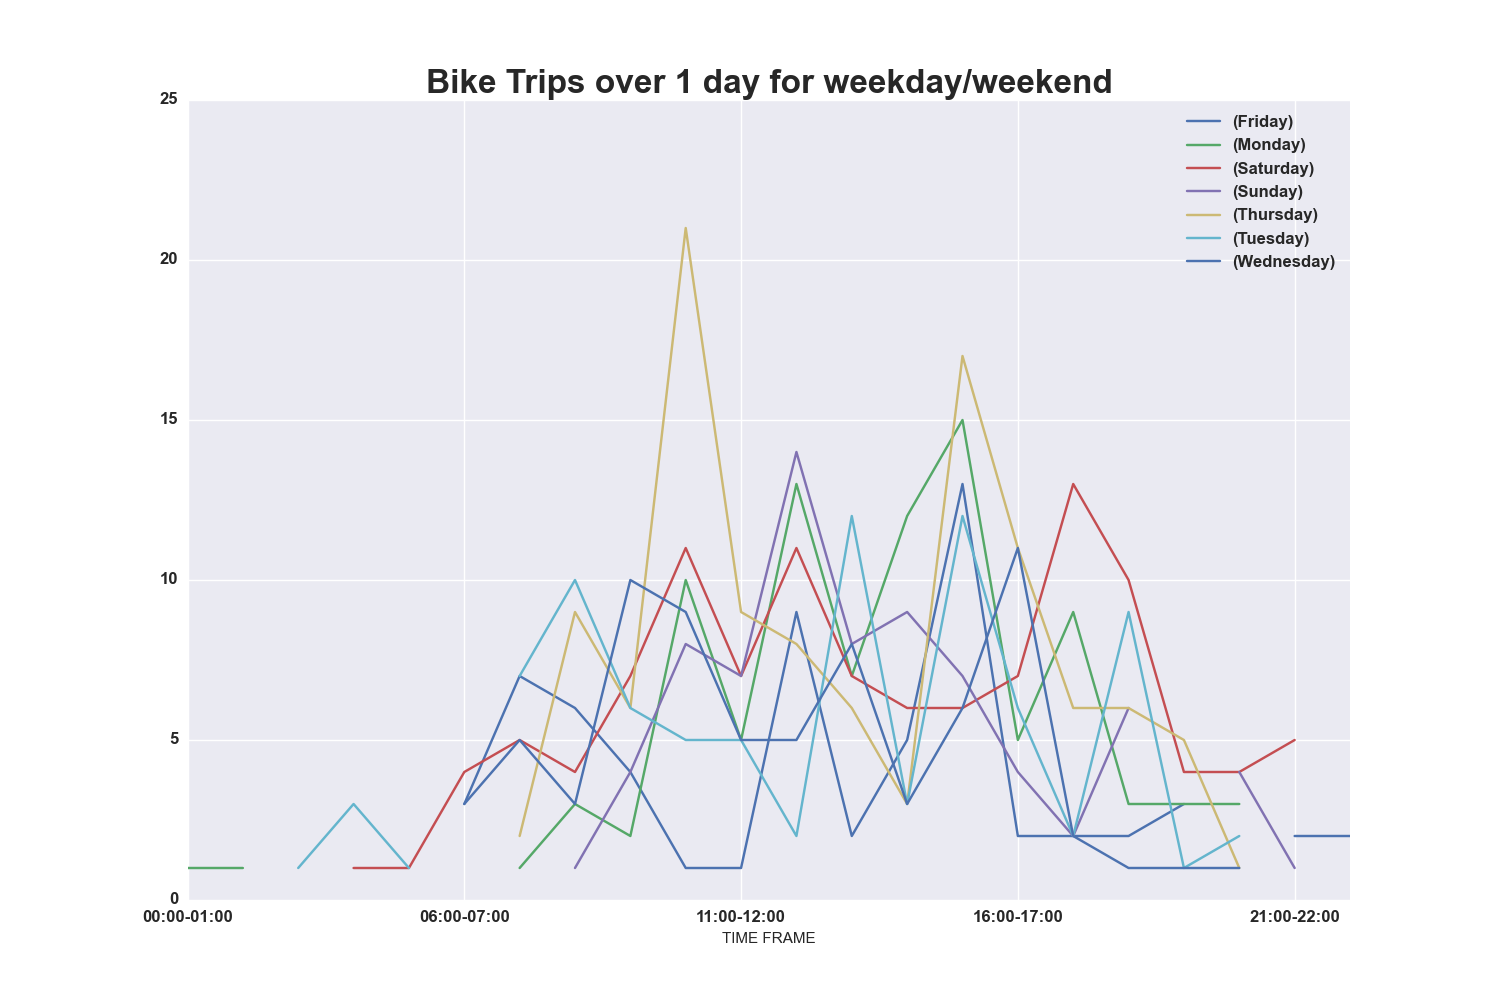 Bike Trips over 1 day for weekday/weekend
25
20
15
10
5
0
(Friday)
(Monday)
(Saturday)
(Sunday)
(Thursday)
(Tuesday)
(Wednesday)
00:00-01:00 06:00-07:00 11:00-12:00 16:00-17:00 21:00-22:00
TIME FRAME